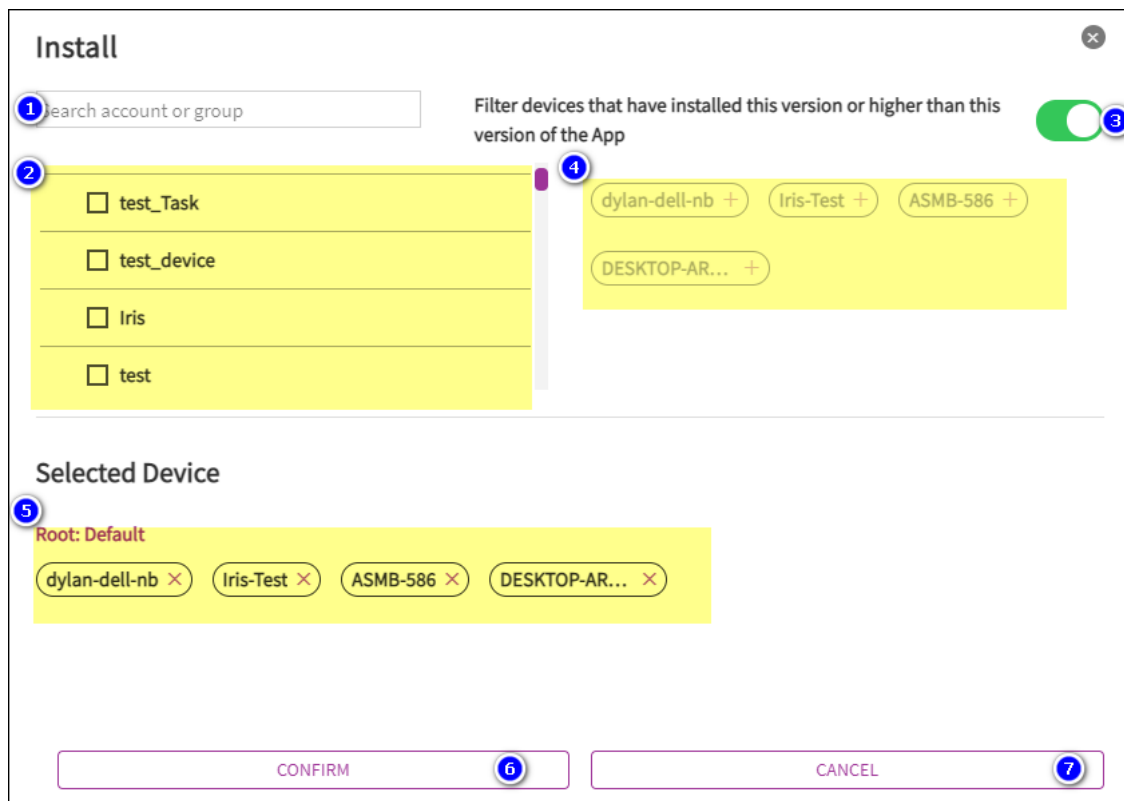 Install
1
Search account or group
Filter devices that have installed this version or higher than this
version of the App
3
2
test_Task
test_device
Iris
test
4
dylan-dell-nb +
Iris-Test +
ASMB-586 +
DESKTOP-AR... +
Selected Device
5
Root: Default
dylan-dell-nb ×
Iris-Test ×
ASMB-586 ×
DESKTOP-AR... ×
CONFIRM
6
CANCEL
7